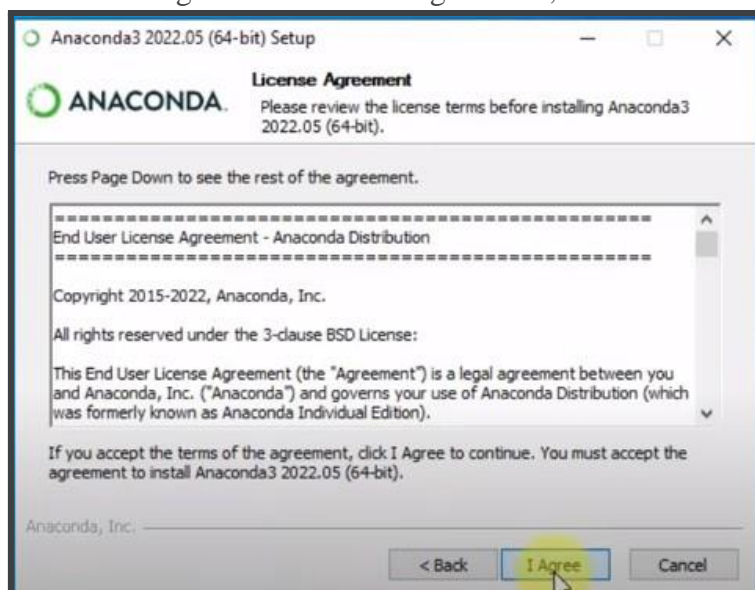 Anaconda3 2022.05 (64-bit) Setup
ANACONDA.
License Agreement
Please review the license terms before installing Anaconda3
2022.05 (64-bit).
Press Page Down to see the rest of the agreement.
==================================================
End User License Agreement - Anaconda Distribution
==================================================
Copyright 2015-2022, Anaconda, Inc.
All rights reserved under the 3-clause BSD License:
This End User License Agreement (the "Agreement") is a legal agreement between you
and Anaconda, Inc. ("Anaconda") and governs your use of Anaconda Distribution (which
was formerly known as Anaconda Individual Edition).
If you accept the terms of the agreement, click I Agree to continue. You must accept the
agreement to install Anaconda3 2022.05 (64-bit).
Anaconda, Inc.
< Back
I Agree
Cancel